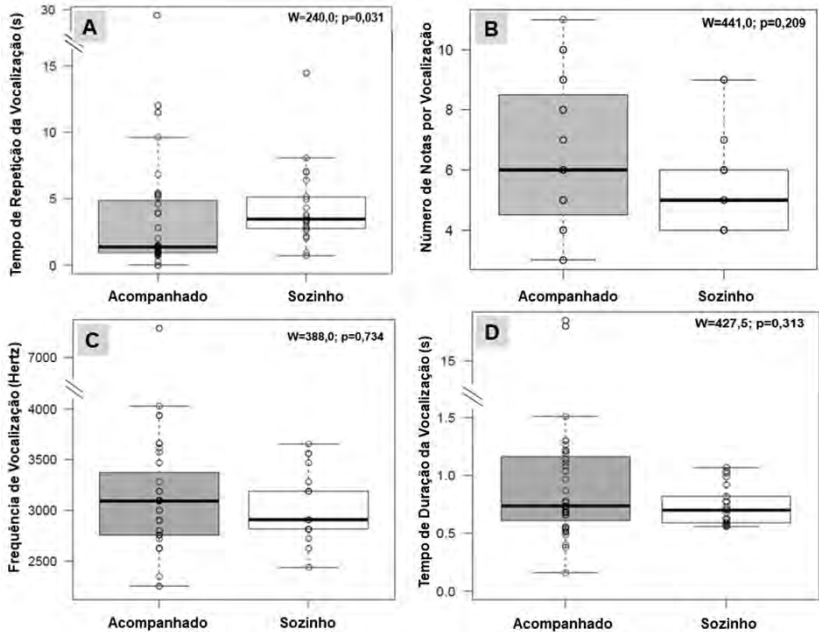 A
W=240,0; p=0,031
Tempo de Repetição da Vocalização (s)
30
15
10
5
0
Acompanhado
Sozinho
B
W=441,0; p=0,209
Número de Notas por Vocalização
10
8
6
4
Acompanhado
Sozinho
C
W=388,0; p=0,734
Frequência de Vocalização (Hertz)
7000
4000
3500
3000
2500
Acompanhado
Sozinho
D
W=427,5; p=0,313
Tempo de Duração da Vocalização (s)
15
1.5
1.0
0.5
0.0
Acompanhado
Sozinho